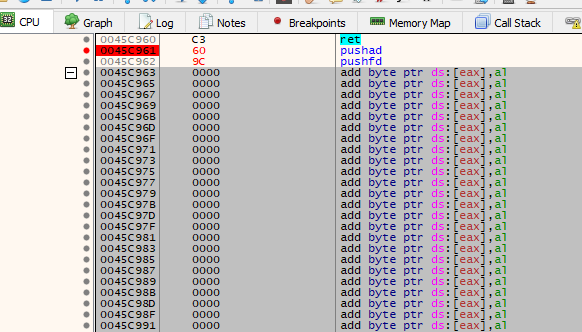 CPU Graph Log Notes Breakpoints Memory Map Call Stack
0045C960 C3 ret
0045C961 60 pushad
0045C962 9C pushfd
0045C963 0000 add byte ptr ds:[eax],al
0045C965 0000 add byte ptr ds:[eax],al
0045C967 0000 add byte ptr ds:[eax],al
0045C969 0000 add byte ptr ds:[eax],al
0045C96B 0000 add byte ptr ds:[eax],al
0045C96D 0000 add byte ptr ds:[eax],al
0045C96F 0000 add byte ptr ds:[eax],al
0045C971 0000 add byte ptr ds:[eax],al
0045C973 0000 add byte ptr ds:[eax],al
0045C975 0000 add byte ptr ds:[eax],al
0045C977 0000 add byte ptr ds:[eax],al
0045C979 0000 add byte ptr ds:[eax],al
0045C97B 0000 add byte ptr ds:[eax],al
0045C97D 0000 add byte ptr ds:[eax],al
0045C97F 0000 add byte ptr ds:[eax],al
0045C981 0000 add byte ptr ds:[eax],al
0045C983 0000 add byte ptr ds:[eax],al
0045C985 0000 add byte ptr ds:[eax],al
0045C987 0000 add byte ptr ds:[eax],al
0045C989 0000 add byte ptr ds:[eax],al
0045C98B 0000 add byte ptr ds:[eax],al
0045C98D 0000 add byte ptr ds:[eax],al
0045C98F 0000 add byte ptr ds:[eax],al
0045C991 0000 add byte ptr ds:[eax],al